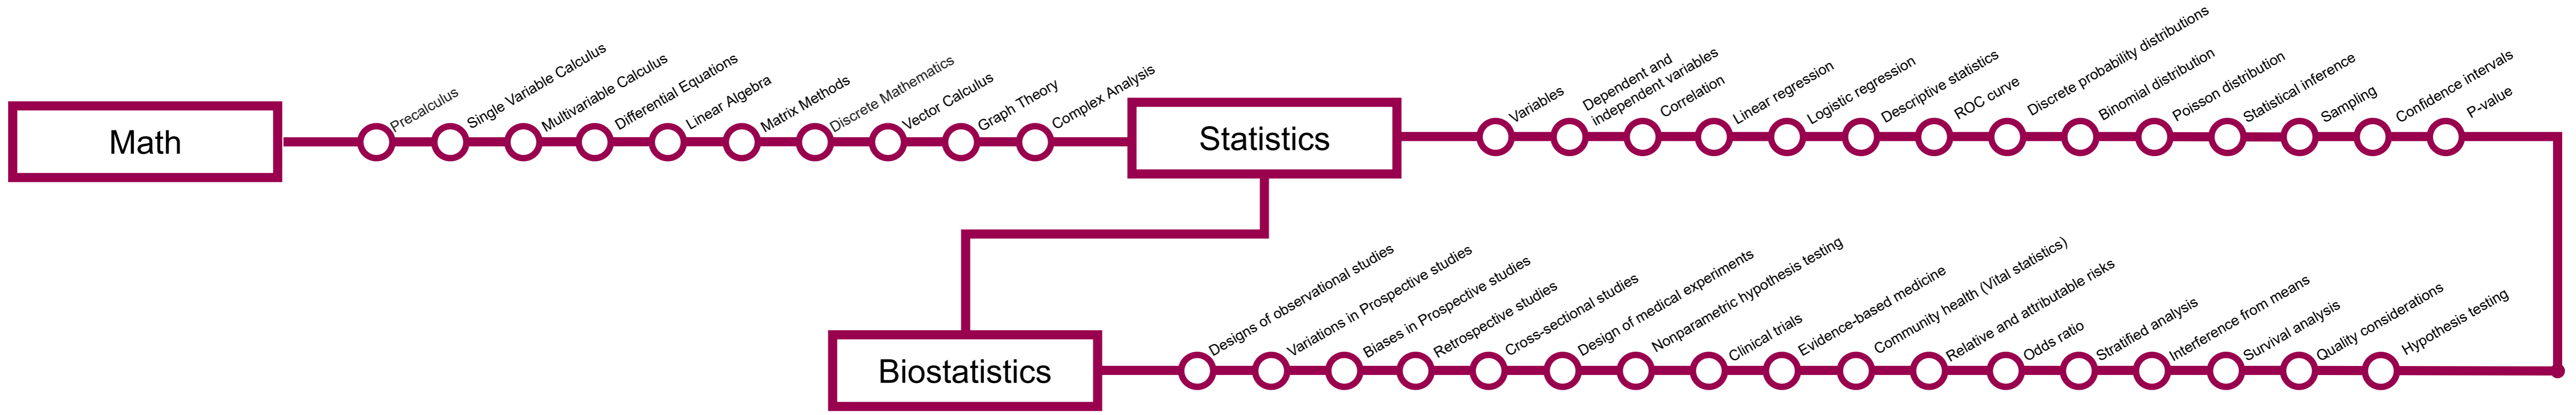 Math
Precalculus
Single Variable Calculus
Multivariable Calculus
Differential Equations
Linear Algebra
Matrix Methods
Discrete Mathematics
Vector Calculus
Graph Theory
Complex Analysis
Statistics
Variables
Dependent and
independent variables
Correlation
Linear regression
Logistic regression
Descriptive statistics
ROC curve
Discrete probability distributions
Binomial distribution
Poisson distribution
Statistical inference
Sampling
Confidence intervals
P-value
Biostatistics
Designs of observational studies
Variations in Prospective studies
Biases in Prospective studies
Retrospective studies
Cross-sectional studies
Design of medical experiments
Nonparametric hypothesis testing
Clinical trials
Evidence-based medicine
Community health (Vital statistics)
Relative and attributable risks
Odds ratio
Stratified analysis
Interference from means
Survival analysis
Quality considerations
Hypothesis testing